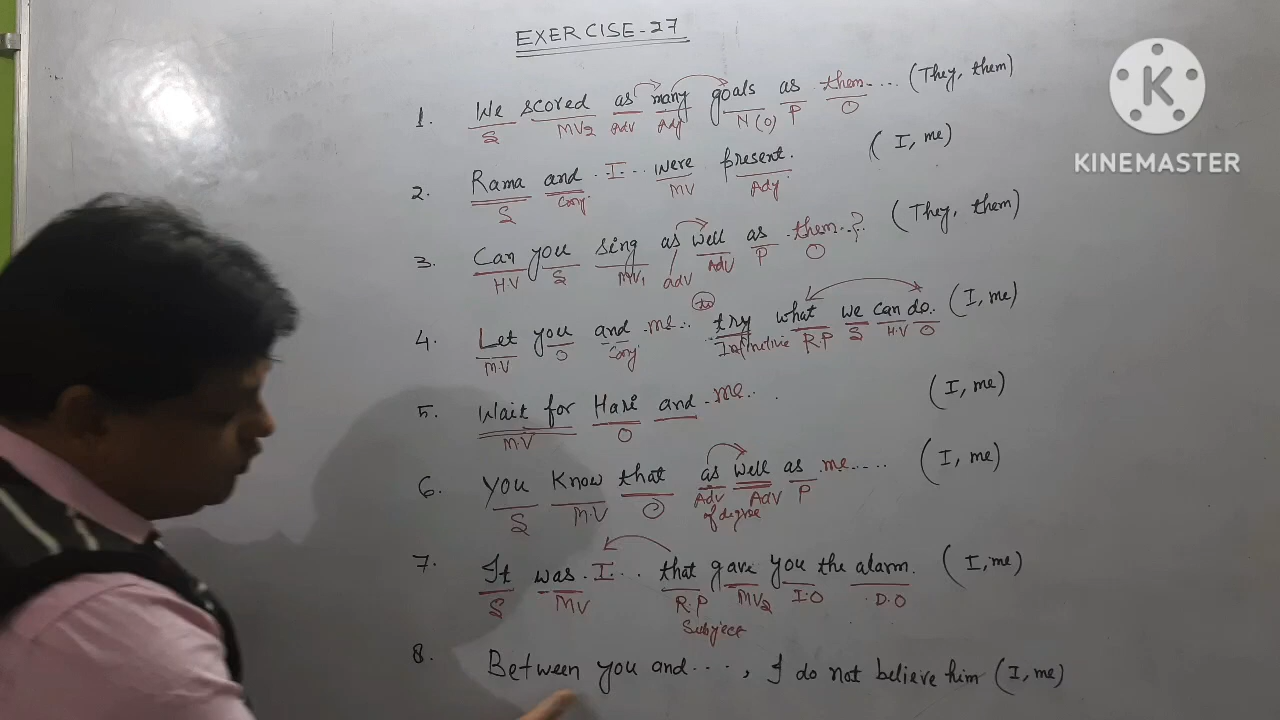 EXERCISE-27
1. We scored as many goals as them... (They, them)
S MV2 Adv Adj N(O) P O
2. Rama and .I... were present. (I, me)
S Conj. MV Adj.
3. Can you sing as well as .them..? (They, them)
H.V S MV1 adv Adv P O
to
4. Let you and .me... try what we can do. (I, me)
M.V O Conj. Infinitive R.P S H.V O
5. Wait for Hari and .me... (I, me)
M.V O
6. You Know that as well as .me.... (I, me)
S M.V O Adv of degree Adv P
7. It was .I... that gave you the alarm. (I, me)
S MV R.P MV2 I.O D.O
Subject
8. Between you and...., I do not believe him (I, me)
K
KINEMASTER